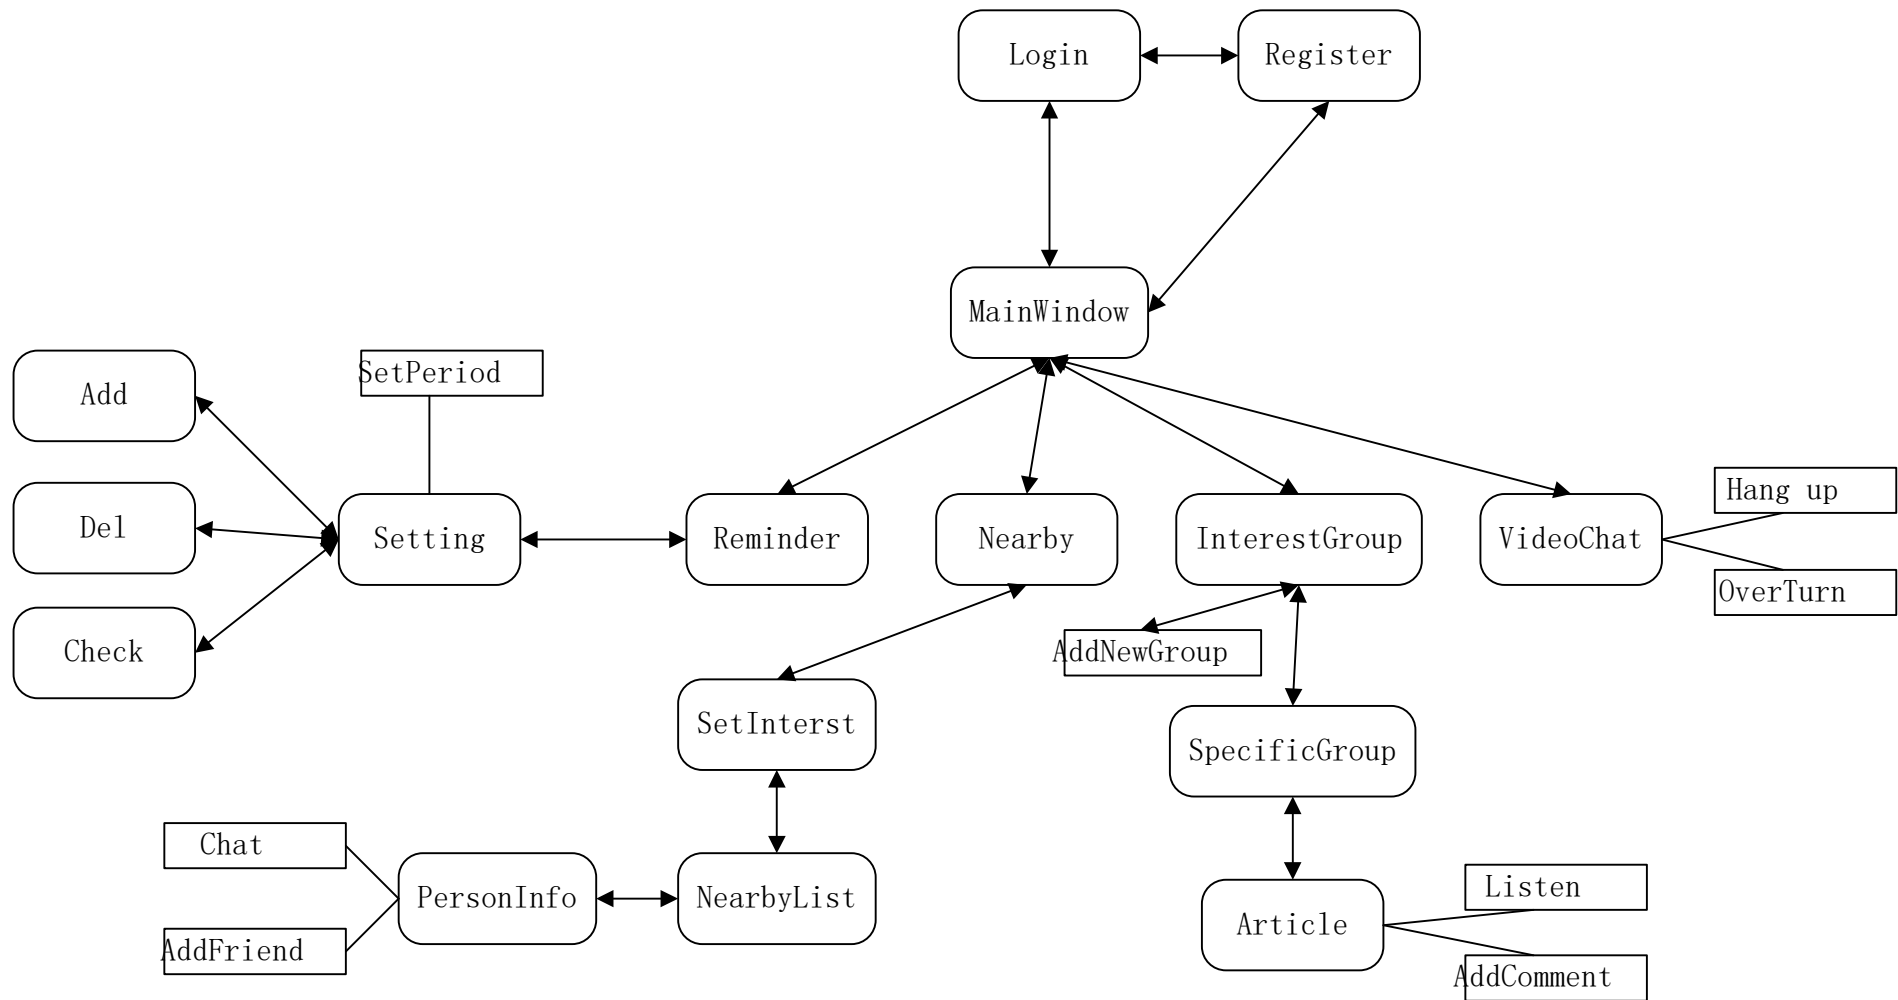 Login
Register
MainWindow
Add
SetPeriod
Del
Setting
Reminder
Nearby
InterestGroup
VideoChat
Hang up
OverTurn
Check
AddNewGroup
SetInterst
SpecificGroup
Chat
PersonInfo
NearbyList
AddFriend
Article
Listen
AddComment